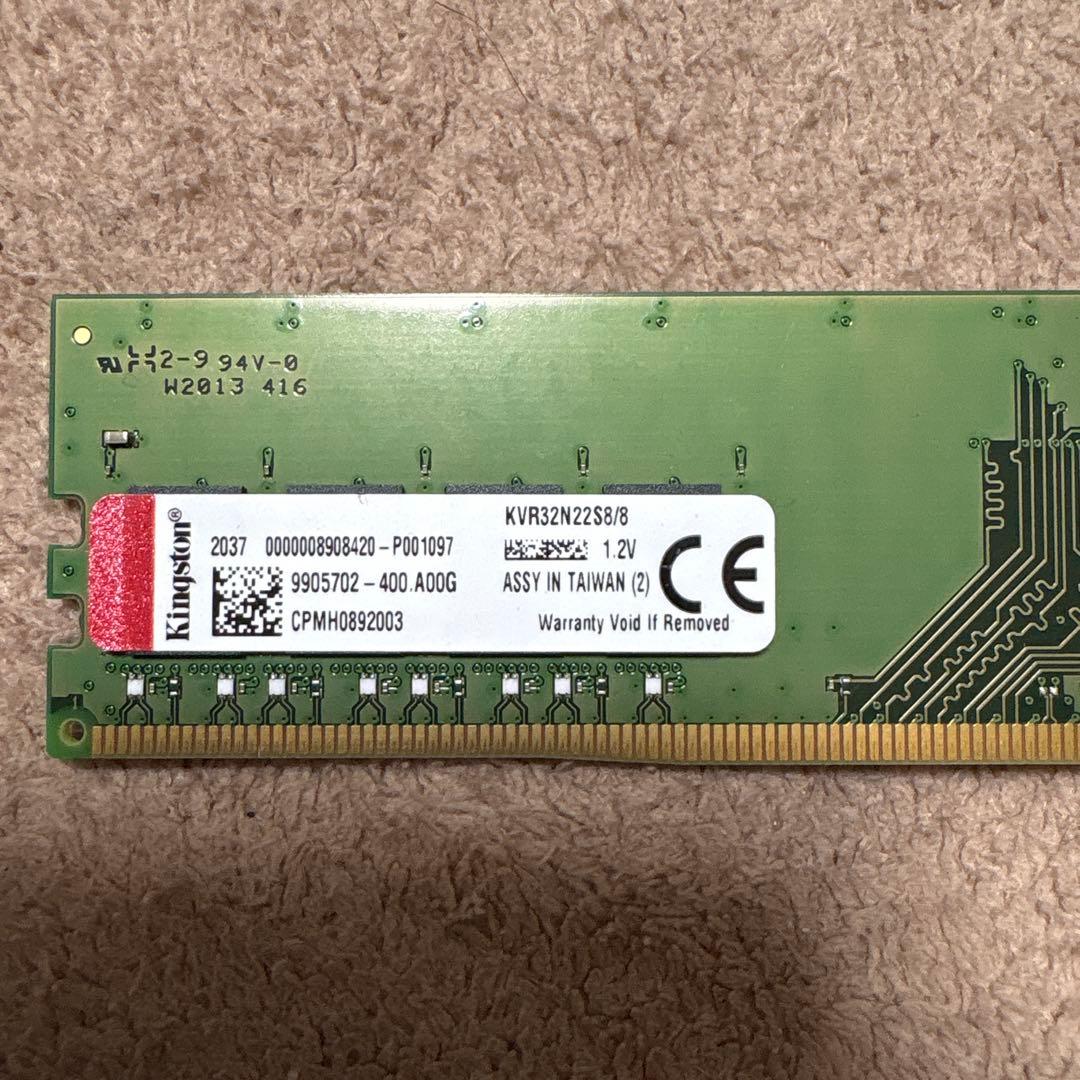 2-9 94V-0
W2013 416
Kingston®
KVR32N22S8/8
2037 0000008908420-P001097
1.2V
9905702-400.A00G
ASSY IN TAIWAN (2)
CPMH0892003
Warranty Void If Removed
CE
1